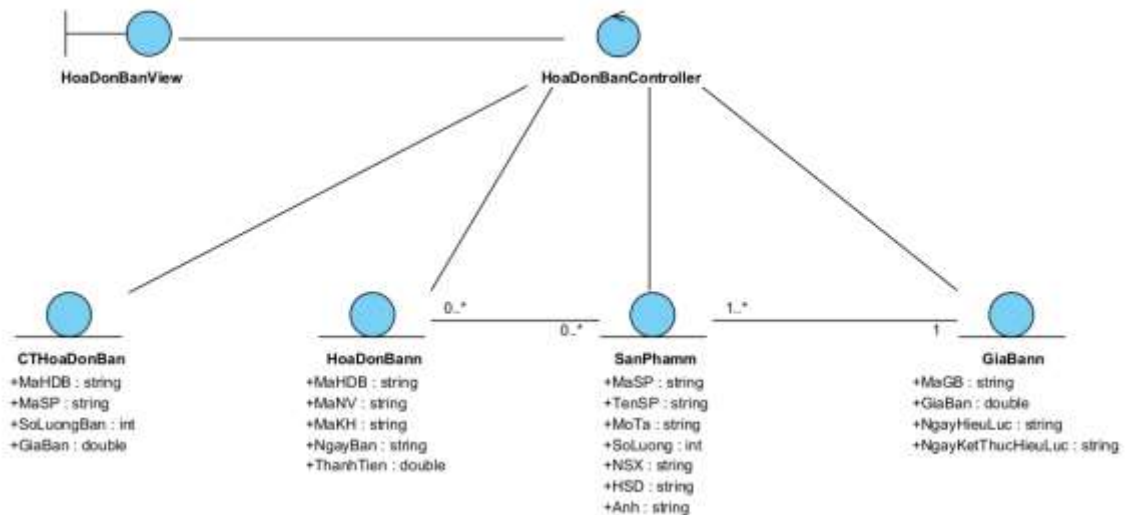 HoaDonBanView
HoaDonBanController
0..*
0..*
1..*
1
CTHoaDonBan
+MaHDB : string
+MaSP : string
+SoLuongBan : int
+GiaBan : double
HoaDonBann
+MaHDB : string
+MaNV : string
+MaKH : string
+NgayBan : string
+ThanhTien : double
SanPhamm
+MaSP : string
+TenSP : string
+MoTa : string
+SoLuong : int
+NSX : string
+HSD : string
+Anh : string
GiaBann
+MaGB : string
+GiaBan : double
+NgayHieuLuc : string
+NgayKetThucHieuLuc : string